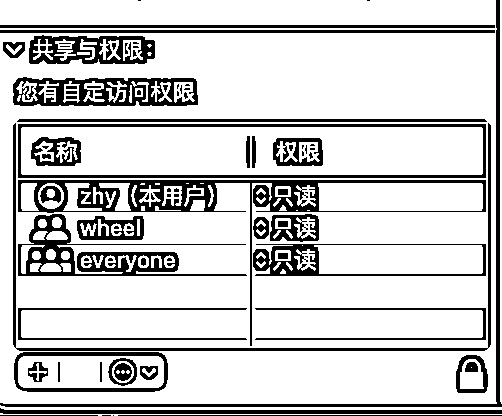 共享与权限:
您有自定访问权限
名称 权限
zhy（本用户） 只读
wheel 只读
everyone 只读